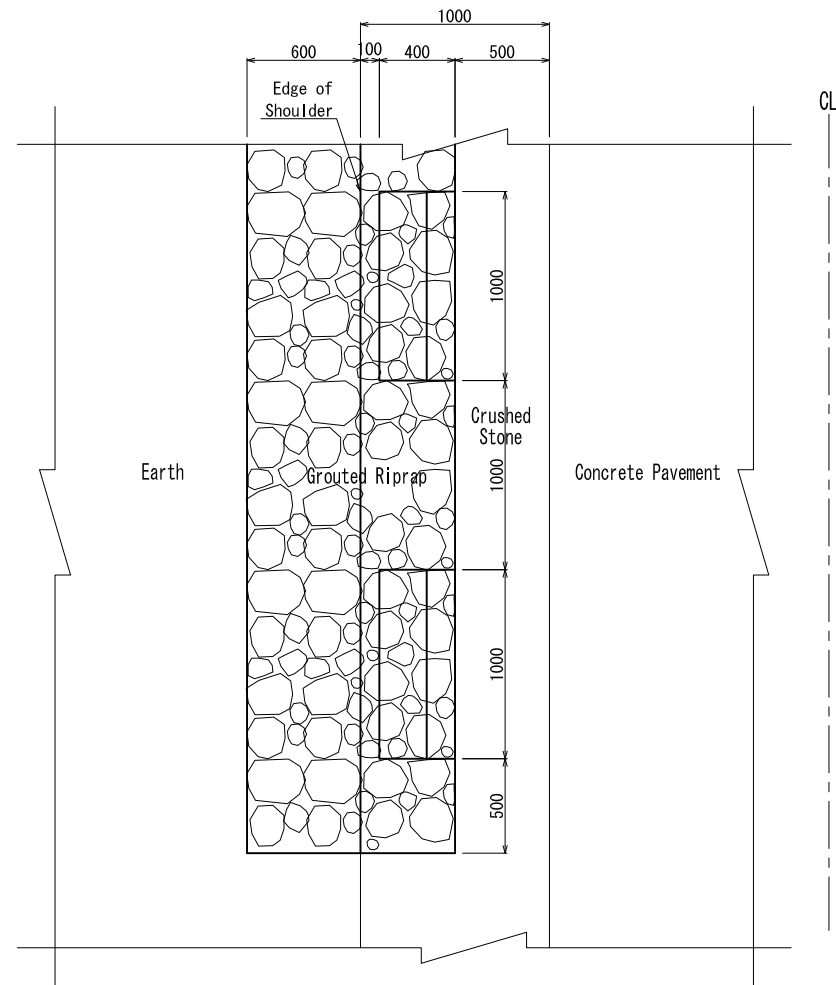 1000
600
100
400
500
Edge of
Shoulder
CL
1000
Crushed
Stone
1000
Earth
Grouted Riprap
Concrete Pavement
1000
500